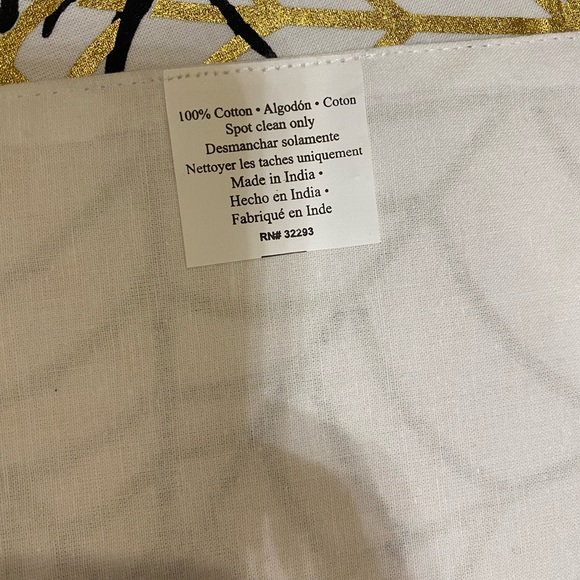 100% Cotton • Algodón • Coton
Spot clean only
Desmanchar solamente
Nettoyer les taches uniquement
Made in India •
Hecho en India •
Fabriqué en Inde
RN# 32293